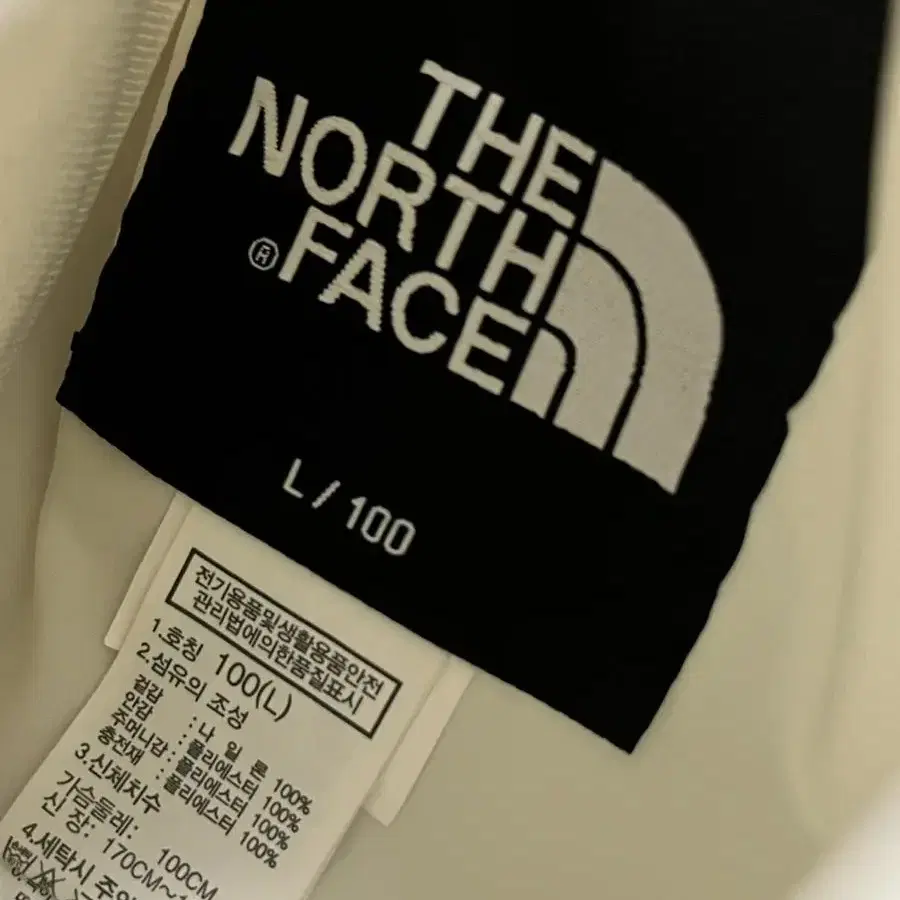 THE
NORTH
FACE
®
L / 100
전기용품및생활용품안전
관리법에의한품질표시
1.호칭 100(L)
2.섬유의 조성
겉감 : 나 일 론 100%
안감 : 폴리에스터 100%
주머니감 : 폴리에스터 100%
충전재 : 폴리에스터 100%
3.신체치수
가슴둘레: 100CM
신 장: 170CM~
4.세탁시 주의